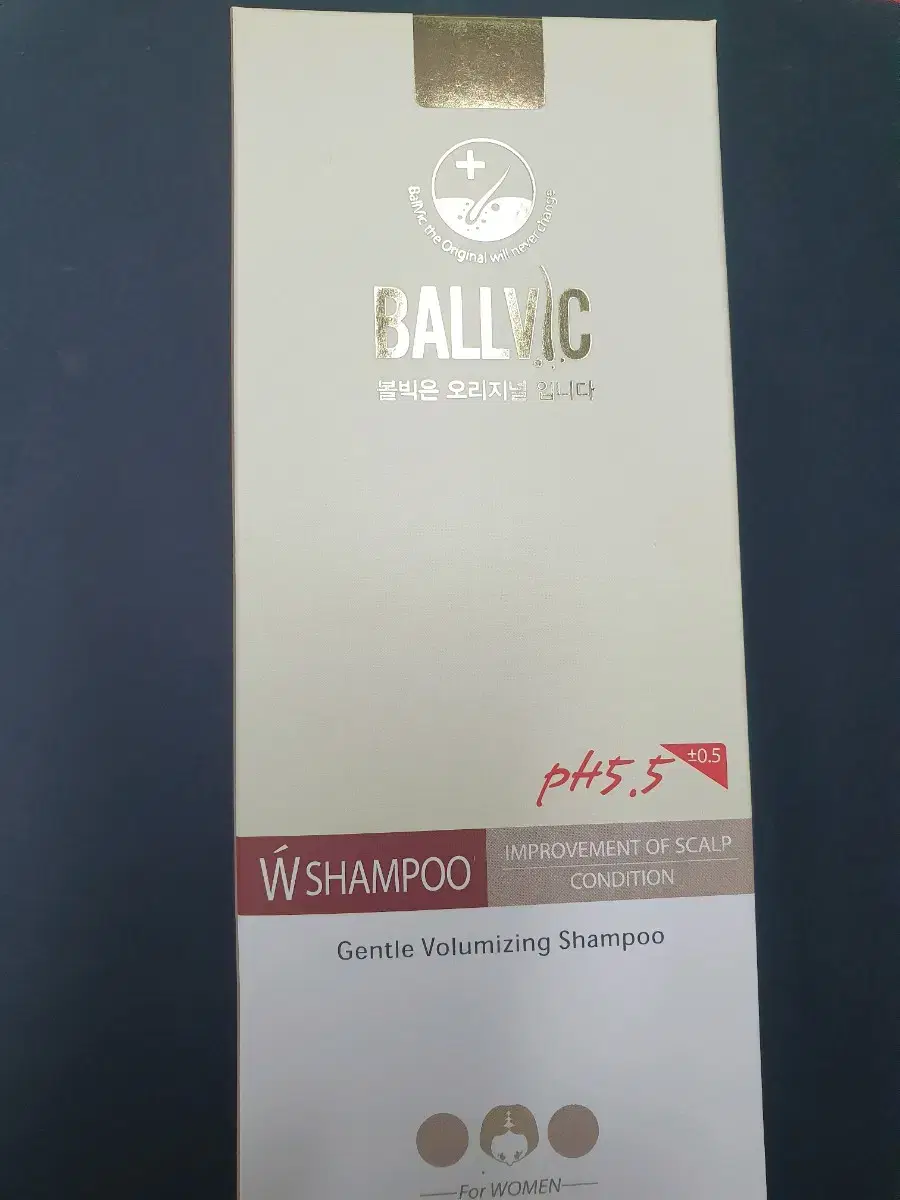 BallVic the Original will never change
BALLVIC
볼빅은 오리지널 입니다
pH5.5
±0.5
Ẃ SHAMPOO
IMPROVEMENT OF SCALP
CONDITION
Gentle Volumizing Shampoo
For WOMEN